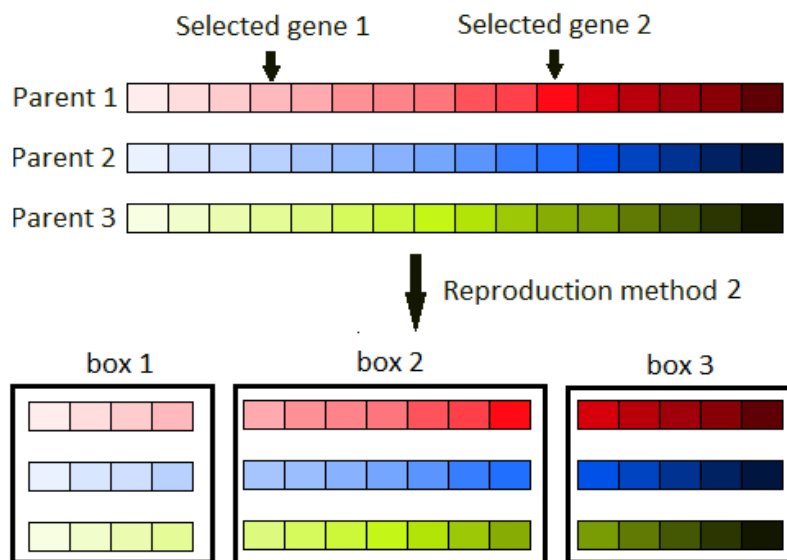 Selected gene 1
Selected gene 2
Parent 1
Parent 2
Parent 3
Reproduction method 2
box 1
box 2
box 3